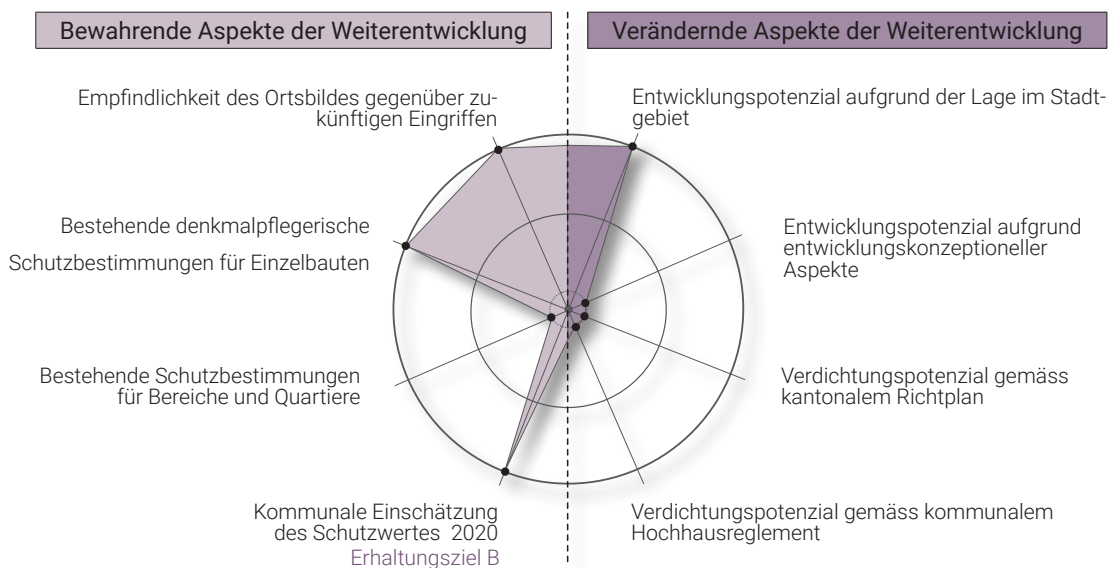 Bewahrende Aspekte der Weiterentwicklung
Verändernde Aspekte der Weiterentwicklung
Empfindlichkeit des Ortsbildes gegenüber zu-
künftigen Eingriffen
Entwicklungspotenzial aufgrund der Lage im Stadt-
gebiet
Bestehende denkmalpflegerische
Schutzbestimmungen für Einzelbauten
Entwicklungspotenzial aufgrund
entwicklungskonzeptioneller
Aspekte
Bestehende Schutzbestimmungen
für Bereiche und Quartiere
Verdichtungspotenzial gemäss
kantonalem Richtplan
Kommunale Einschätzung
des Schutzwertes 2020
Erhaltungsziel B
Verdichtungspotenzial gemäss kommunalem
Hochhausreglement